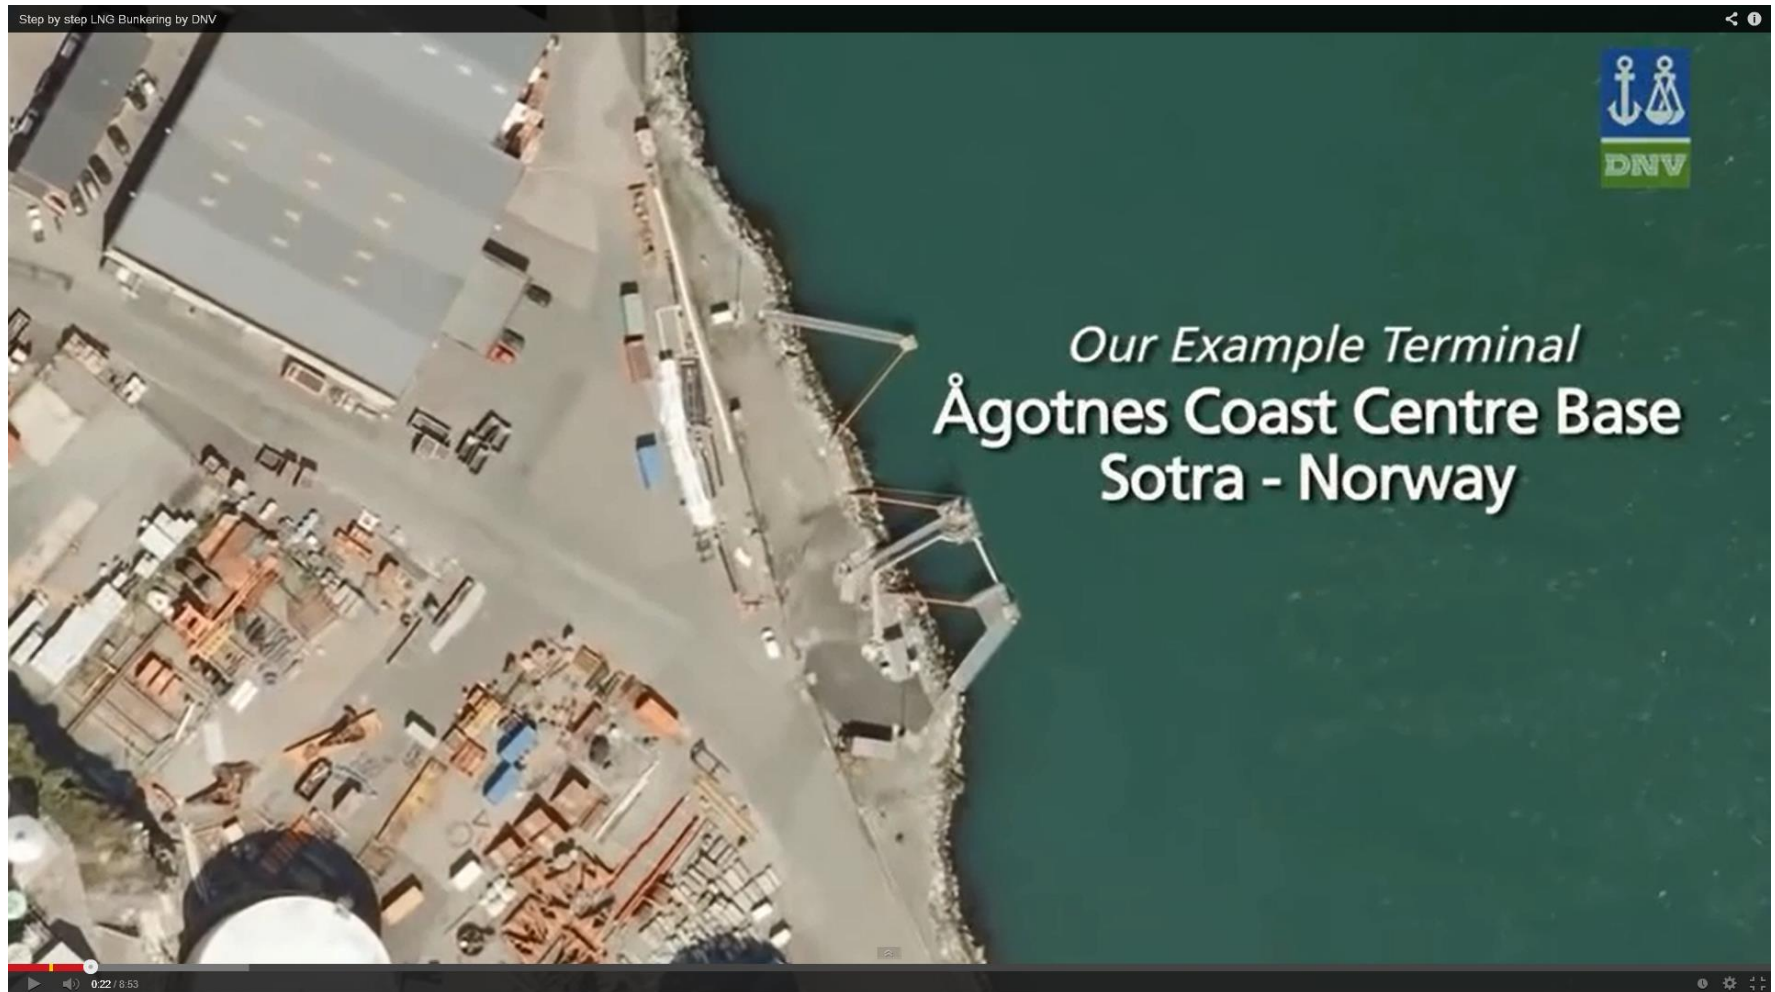 Step by step LNG Bunkering by DNV
DNV
Our Example Terminal
Ågotnes Coast Centre Base
Sotra - Norway
0:22 / 8:53